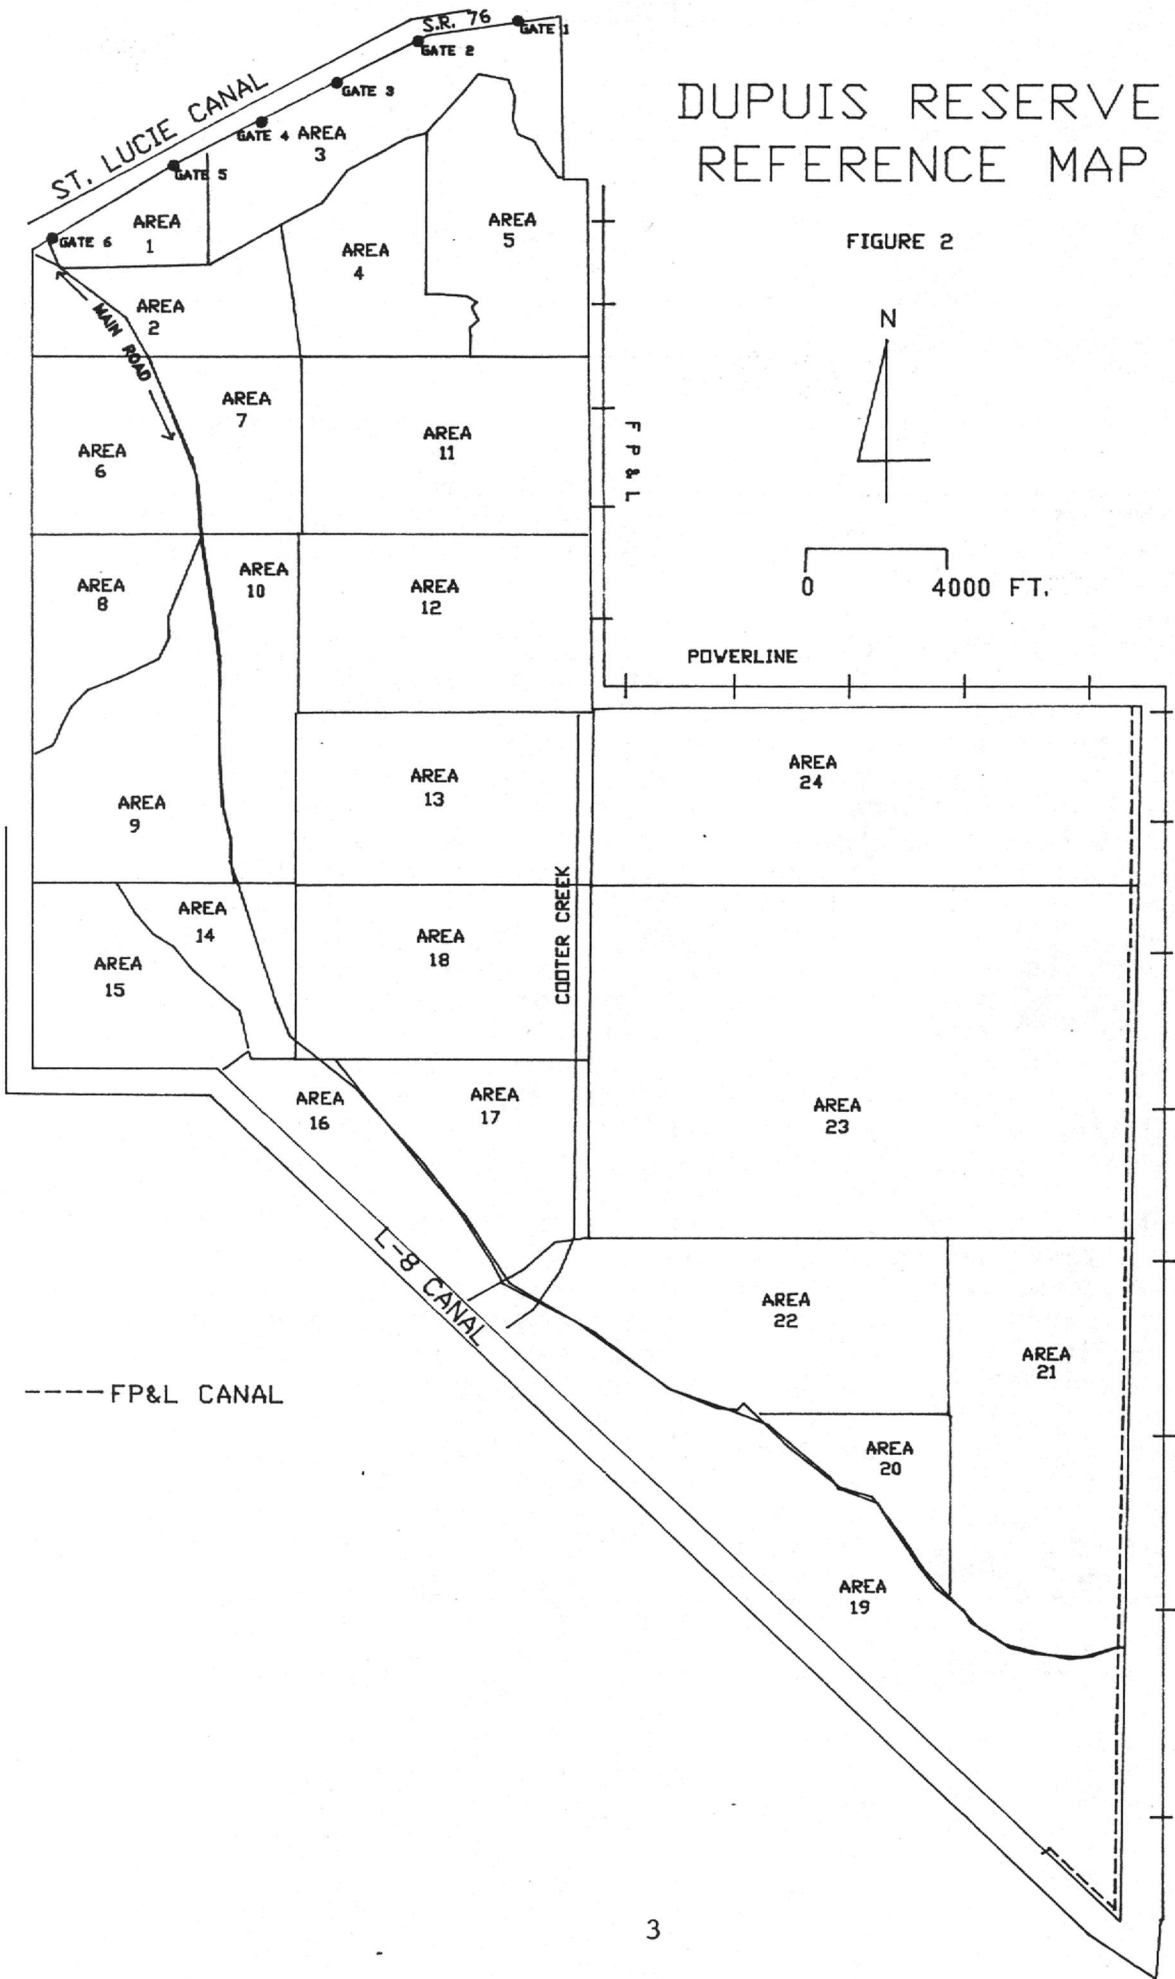 S.R. 76
GATE 1
GATE 2
GATE 3
GATE 4
GATE 5
GATE 6
ST. LUCIE CANAL
DUPUIS RESERVE
REFERENCE MAP
FIGURE 2
N
0 4000 FT.
AREA
3
AREA
1
AREA
5
AREA
4
AREA
2
MAIN ROAD
AREA
7
AREA
6
AREA
11
F P & L
AREA
8
AREA
10
AREA
12
POWERLINE
AREA
13
AREA
24
AREA
9
COOTER CREEK
AREA
14
AREA
15
AREA
18
AREA
16
AREA
17
AREA
23
L-8 CANAL
AREA
22
AREA
21
----FP&L CANAL
AREA
20
AREA
19
3